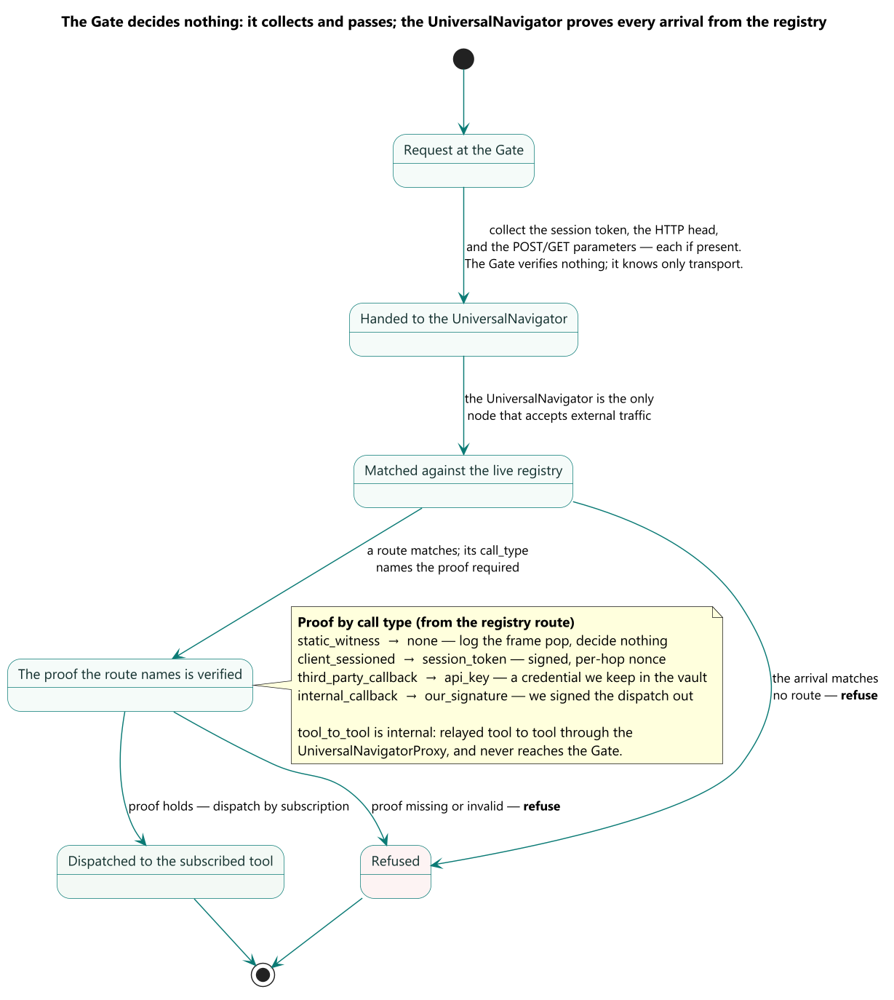 The Gate decides nothing: it collects and passes; the UniversalNavigator proves every arrival from the registry
Request at the Gate
collect the session token, the HTTP head,
and the POST/GET parameters — each if present.
The Gate verifies nothing; it knows only transport.
Handed to the UniversalNavigator
the UniversalNavigator is the only
node that accepts external traffic
Matched against the live registry
a route matches; its call_type
names the proof required
Proof by call type (from the registry route)
static_witness → none — log the frame pop, decide nothing
client_sessioned → session_token — signed, per-hop nonce
third_party_callback → api_key — a credential we keep in the vault
internal_callback → our_signature — we signed the dispatch out
tool_to_tool is internal: relayed tool to tool through the
UniversalNavigatorProxy, and never reaches the Gate.
The proof the route names is verified
the arrival matches
no route — refuse
proof holds — dispatch by subscription
proof missing or invalid — refuse
Dispatched to the subscribed tool
Refused